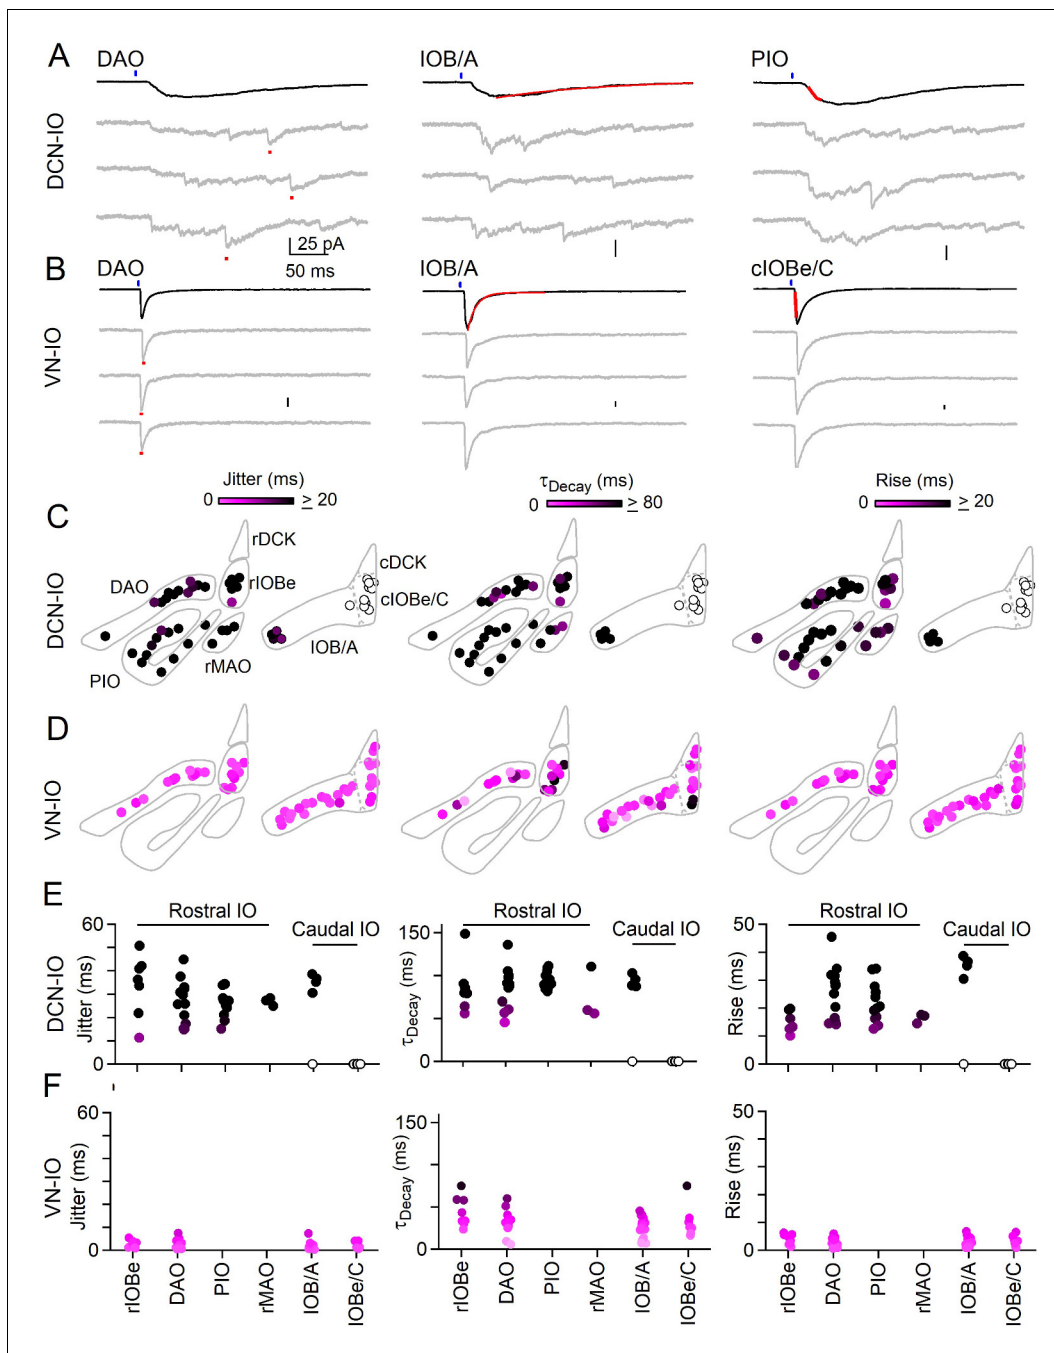 A
DAO
IOB/A
PIO
DCN-IO
25 pA
50 ms
B
DAO
IOB/A
cIOBe/C
VN-IO
Jitter (ms)
0 ≥ 20
τDecay (ms)
0 ≥ 80
Rise (ms)
0 ≥ 20
C
rDCK
cDCK
DAO
rIOBe
cIOBe/C
DCN-IO
IOB/A
rMAO
PIO
D
VN-IO
E
DCN-IO
60
Jitter (ms)
0
Rostral IO
Caudal IO
150
τDecay (ms)
0
Rostral IO
Caudal IO
50
Rise (ms)
0
Rostral IO
Caudal IO
F
VN-IO
60
Jitter (ms)
0
150
τDecay (ms)
0
50
Rise (ms)
0
rIOBe
DAO
PIO
rMAO
IOB/A
IOBe/C
rIOBe
DAO
PIO
rMAO
IOB/A
IOBe/C
rIOBe
DAO
PIO
rMAO
IOB/A
IOBe/C